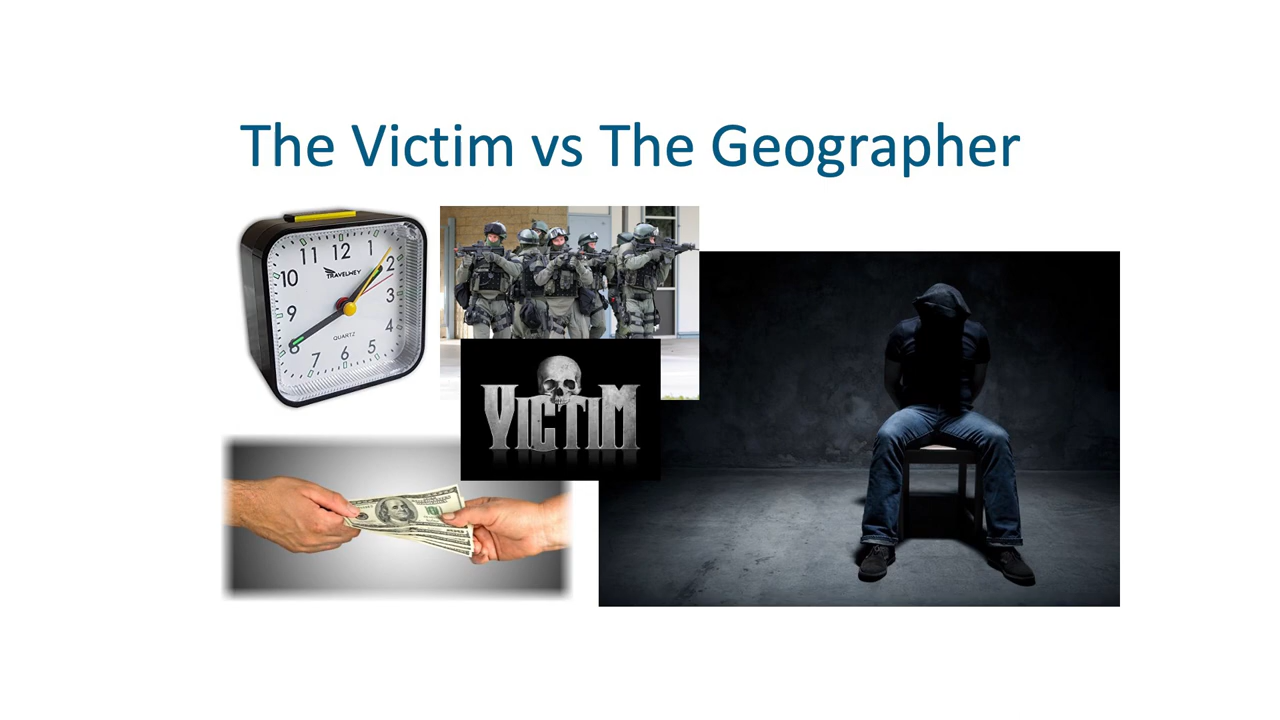 The Victim vs The Geographer
11 12 1
10 2
TRAVELWEY
9 3
QUARTZ
8 4
7 6 5
VICTIM
100